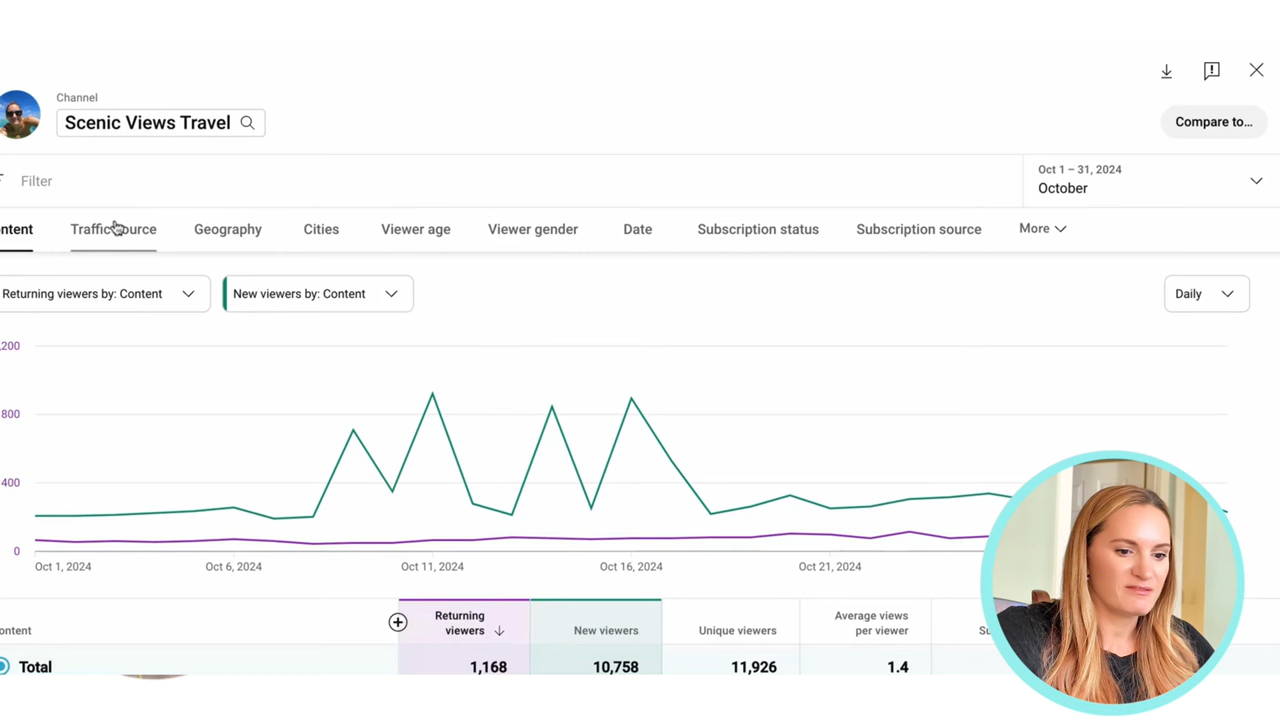 Channel
Scenic Views Travel
Compare to...
Filter
Oct 1 – 31, 2024
October
ntent
Traffic source
Geography
Cities
Viewer age
Viewer gender
Date
Subscription status
Subscription source
More
Returning viewers by: Content
New viewers by: Content
Daily
,200
800
400
0
Oct 1, 2024
Oct 6, 2024
Oct 11, 2024
Oct 16, 2024
Oct 21, 2024
ontent
Returning
viewers
New viewers
Unique viewers
Average views
per viewer
Su
Total
1,168
10,758
11,926
1.4